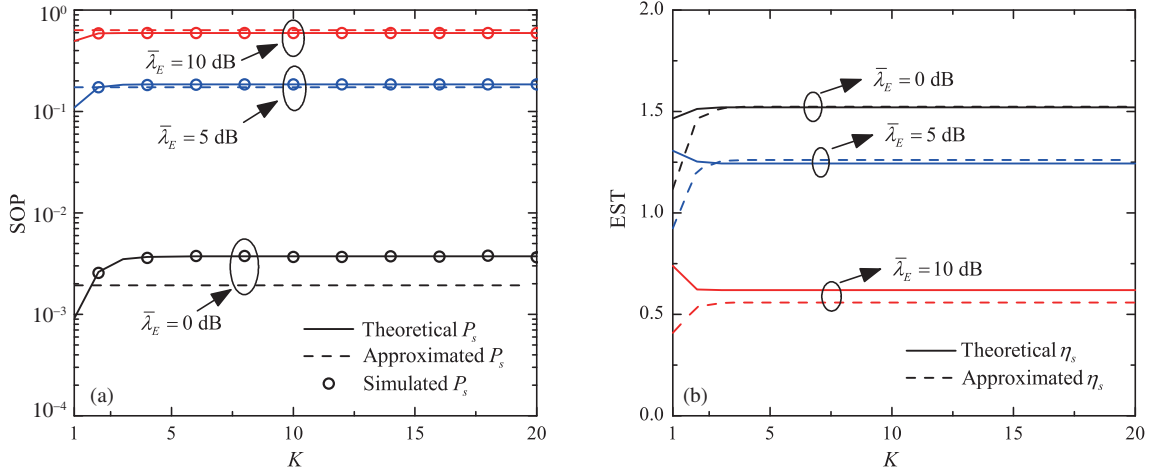 10⁰
10⁻¹
10⁻²
10⁻³
10⁻⁴
SOP
λ̄_E = 10 dB
λ̄_E = 5 dB
λ̄_E = 0 dB
Theoretical P_s
Approximated P_s
Simulated P_s
(a)
1 5 10 15 20
K
2.0
1.5
1.0
0.5
0.0
EST
λ̄_E = 0 dB
λ̄_E = 5 dB
λ̄_E = 10 dB
Theoretical η_s
Approximated η_s
(b)
1 5 10 15 20
K